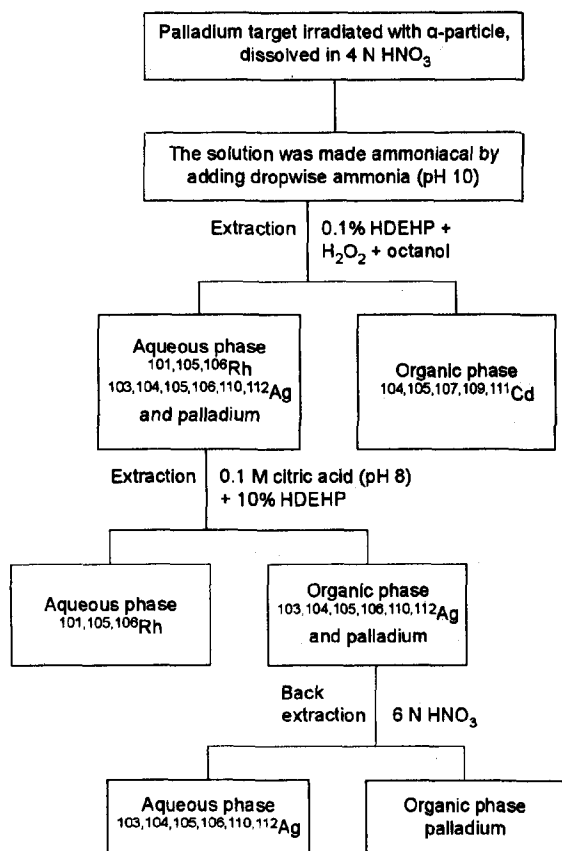 Palladium target irradiated with α-particle,
dissolved in 4 N HNO₃
The solution was made ammoniacal by
adding dropwise ammonia (pH 10)
Extraction
0.1% HDEHP +
H₂O₂ + octanol
Aqueous phase
¹⁰¹,¹⁰⁵,¹⁰⁶Rh
¹⁰³,¹⁰⁴,¹⁰⁵,¹⁰⁶,¹¹⁰,¹¹²Ag
and palladium
Organic phase
¹⁰⁴,¹⁰⁵,¹⁰⁷,¹⁰⁹,¹¹¹Cd
Extraction
0.1 M citric acid (pH 8)
+ 10% HDEHP
Aqueous phase
¹⁰¹,¹⁰⁵,¹⁰⁶Rh
Organic phase
¹⁰³,¹⁰⁴,¹⁰⁵,¹⁰⁶,¹¹⁰,¹¹²Ag
and palladium
Back
extraction
6 N HNO₃
Aqueous phase
¹⁰³,¹⁰⁴,¹⁰⁵,¹⁰⁶,¹¹⁰,¹¹²Ag
Organic phase
palladium